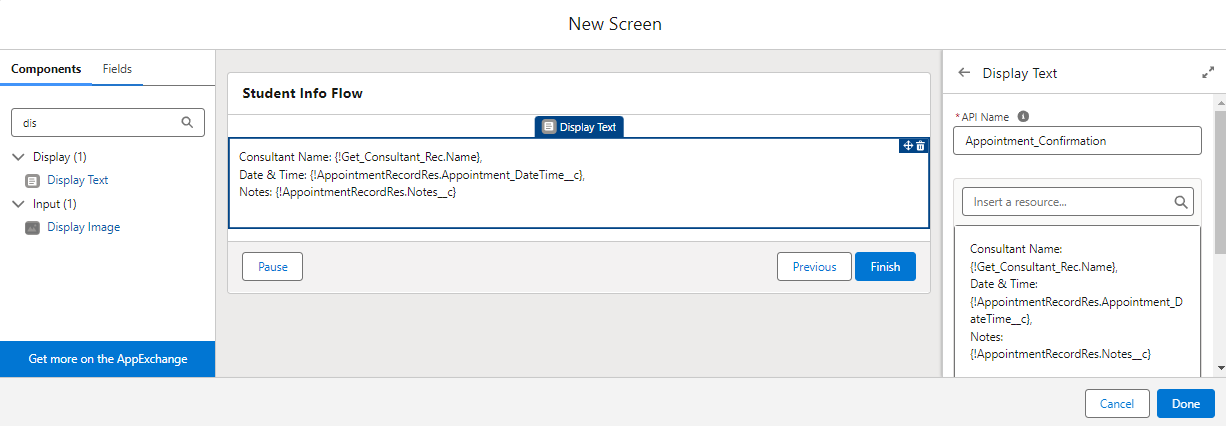 New Screen
Components
Fields
dis
Display (1)
Display Text
Input (1)
Display Image
Get more on the AppExchange
Student Info Flow
Display Text
Consultant Name: {!Get_Consultant_Rec.Name},
Date & Time: {!AppointmentRecordRes.Appointment_DateTime__c},
Notes: {!AppointmentRecordRes.Notes__c}
Pause
Previous
Finish
Display Text
*API Name
Appointment_Confirmation
Insert a resource...
Consultant Name:
{!Get_Consultant_Rec.Name},
Date & Time:
{!AppointmentRecordRes.Appointment_D
ateTime__c},
Notes:
{!AppointmentRecordRes.Notes__c}
Cancel
Done